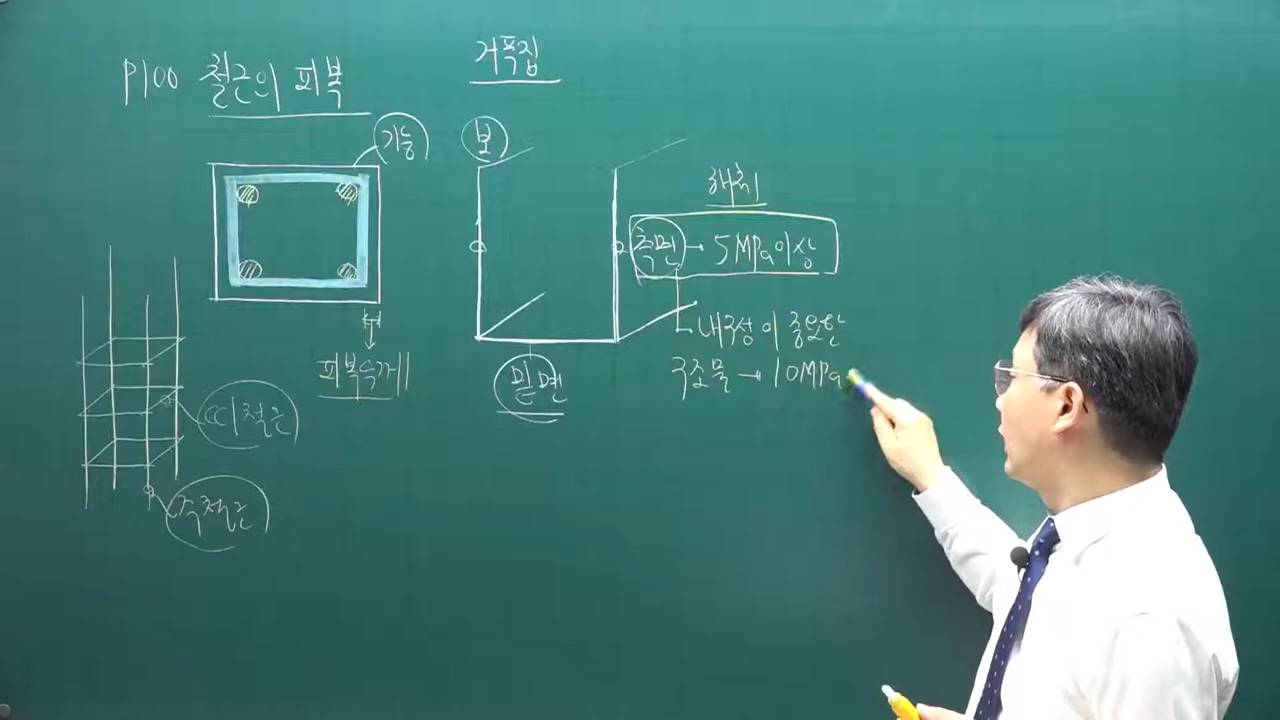 P100 철근의 피복
거푸집
기둥
보
해체
측면 → 5MPa이상
내구성이 중요한
구조물 → 10MPa
피복두께
밑면
띠철근
주철근